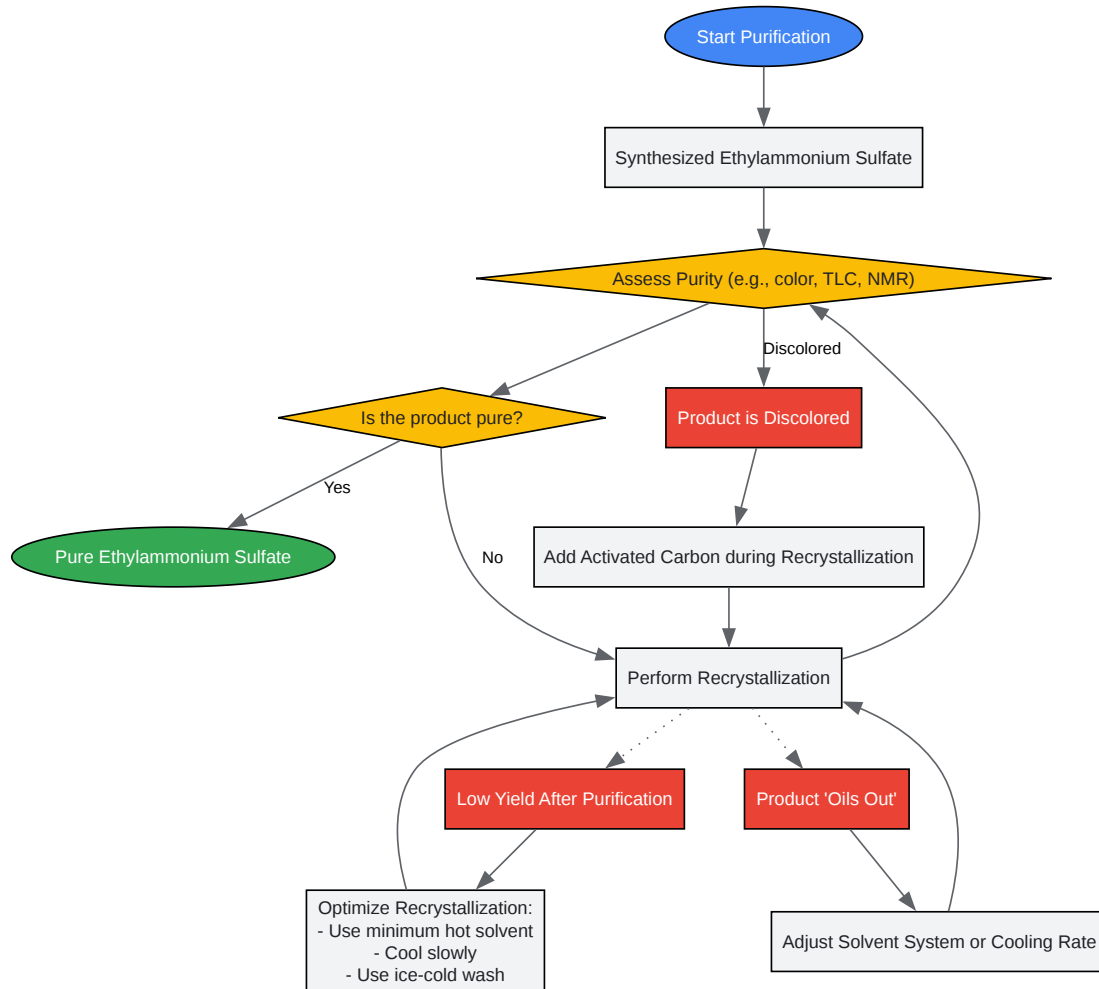 Start Purification
Synthesized Ethylammonium Sulfate
Assess Purity (e.g., color, TLC, NMR)
Discolored
Is the product pure?
Product is Discolored
Yes
Pure Ethylammonium Sulfate
No
Add Activated Carbon during Recrystallization
Perform Recrystallization
Low Yield After Purification
Product 'Oils Out'
Optimize Recrystallization:
- Use minimum hot solvent
- Cool slowly
- Use ice-cold wash
Adjust Solvent System or Cooling Rate